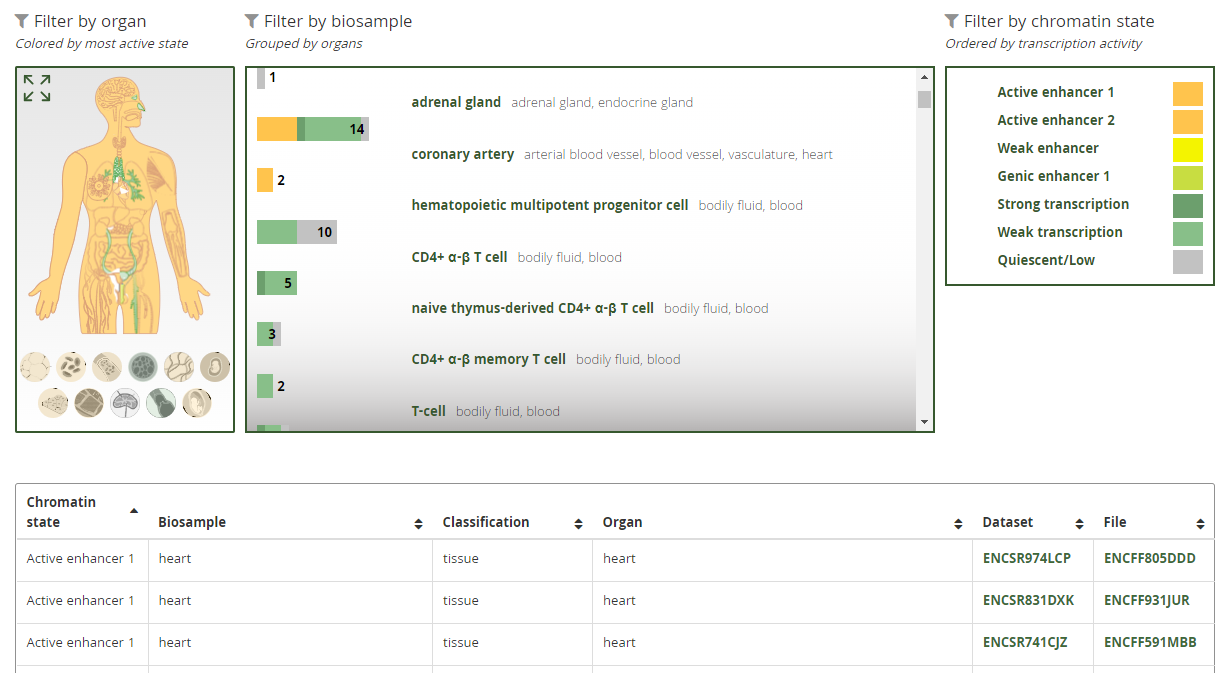 Filter by organ
Colored by most active state
Filter by biosample
Grouped by organs
1
adrenal gland adrenal gland, endocrine gland
14
coronary artery arterial blood vessel, blood vessel, vasculature, heart
2
hematopoietic multipotent progenitor cell bodily fluid, blood
10
CD4+ α-β T cell bodily fluid, blood
5
naive thymus-derived CD4+ α-β T cell bodily fluid, blood
3
CD4+ α-β memory T cell bodily fluid, blood
2
T-cell bodily fluid, blood
Filter by chromatin state
Ordered by transcription activity
Active enhancer 1
Active enhancer 2
Weak enhancer
Genic enhancer 1
Strong transcription
Weak transcription
Quiescent/Low
Chromatin state Biosample Classification Organ Dataset File
Active enhancer 1 heart tissue heart ENCSR974LCP ENCFF805DDD
Active enhancer 1 heart tissue heart ENCSR831DXK ENCFF931JUR
Active enhancer 1 heart tissue heart ENCSR741CJZ ENCFF591MBB